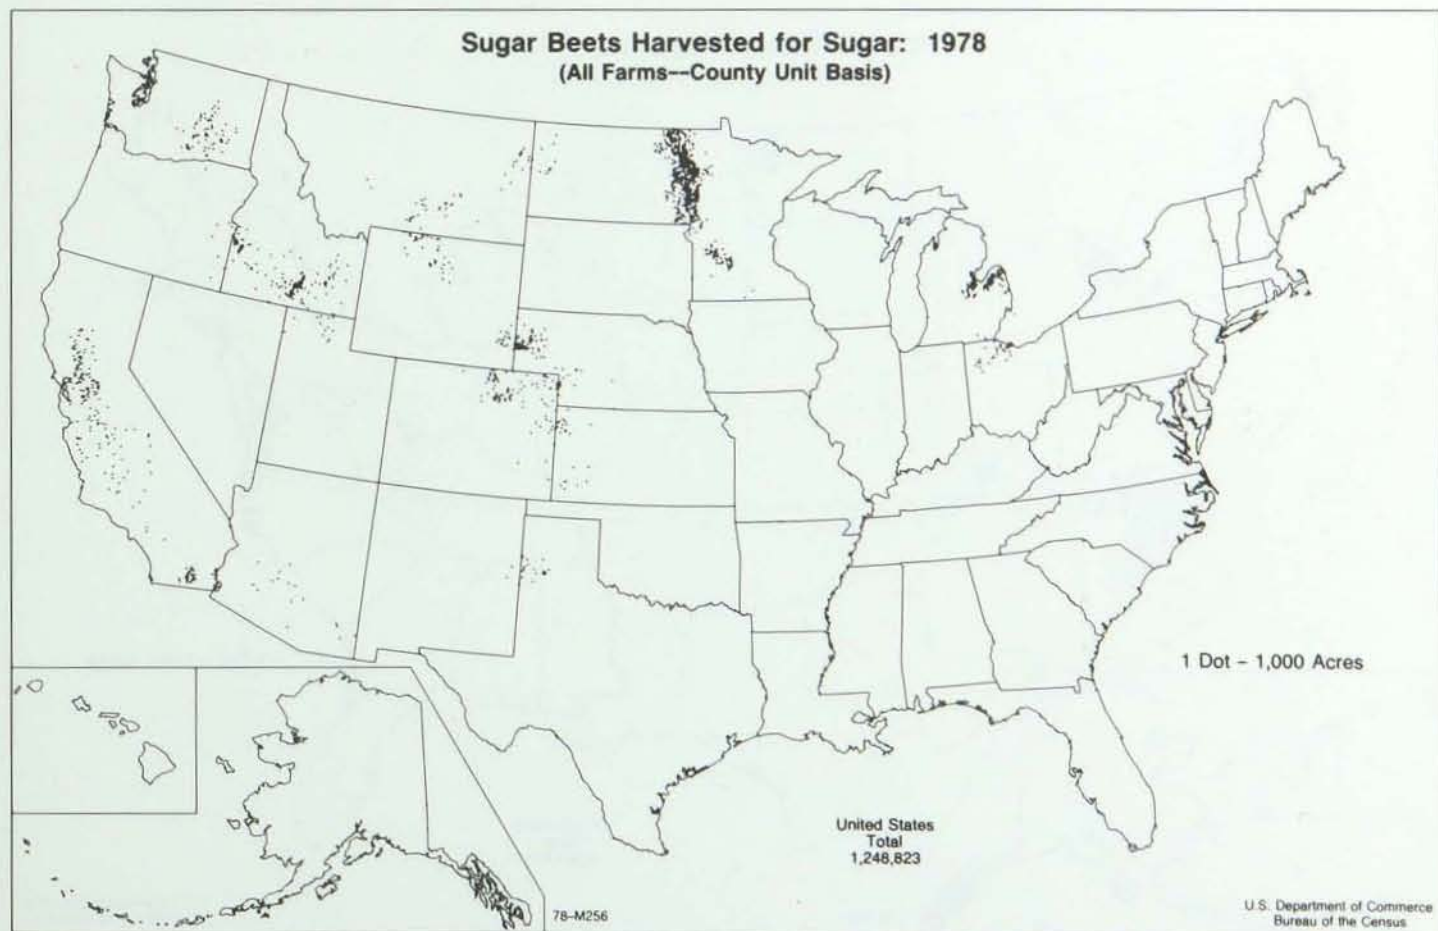 Sugar Beets Harvested for Sugar: 1978
(All Farms--County Unit Basis)
1 Dot - 1,000 Acres
United States
Total
1,248,823
78-M256
U.S. Department of Commerce
Bureau of the Census